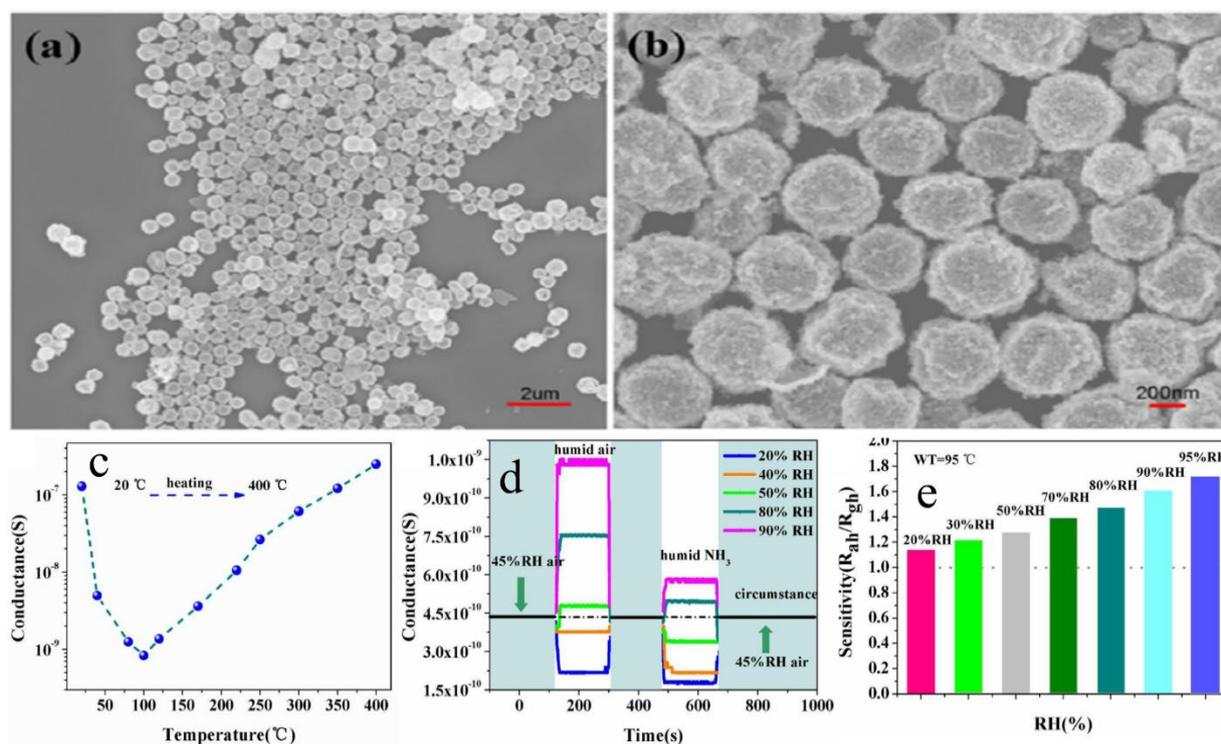 (a)
2um
(b)
200nm
c
20 ℃ heating 400 ℃
10⁻⁷
10⁻⁸
10⁻⁹
Conductance(S)
0 50 100 150 200 250 300 350 400
Temperature(℃)
d
humid air
20% RH
40% RH
50% RH
80% RH
90% RH
45%RH air
humid NH₃
circumstance
45%RH air
1.0x10⁻⁹
9.0x10⁻¹⁰
7.5x10⁻¹⁰
6.0x10⁻¹⁰
4.5x10⁻¹⁰
3.0x10⁻¹⁰
1.5x10⁻¹⁰
Conductance(S)
0 200 400 600 800 1000
Time(s)
e
WT=95 ℃
20%RH
30%RH
50%RH
70%RH
80%RH
90%RH
95%RH
2.0
1.8
1.6
1.4
1.2
1.0
0.8
0.6
0.4
0.2
0.0
Sensitivity(R_ah/R_gh)
RH(%)